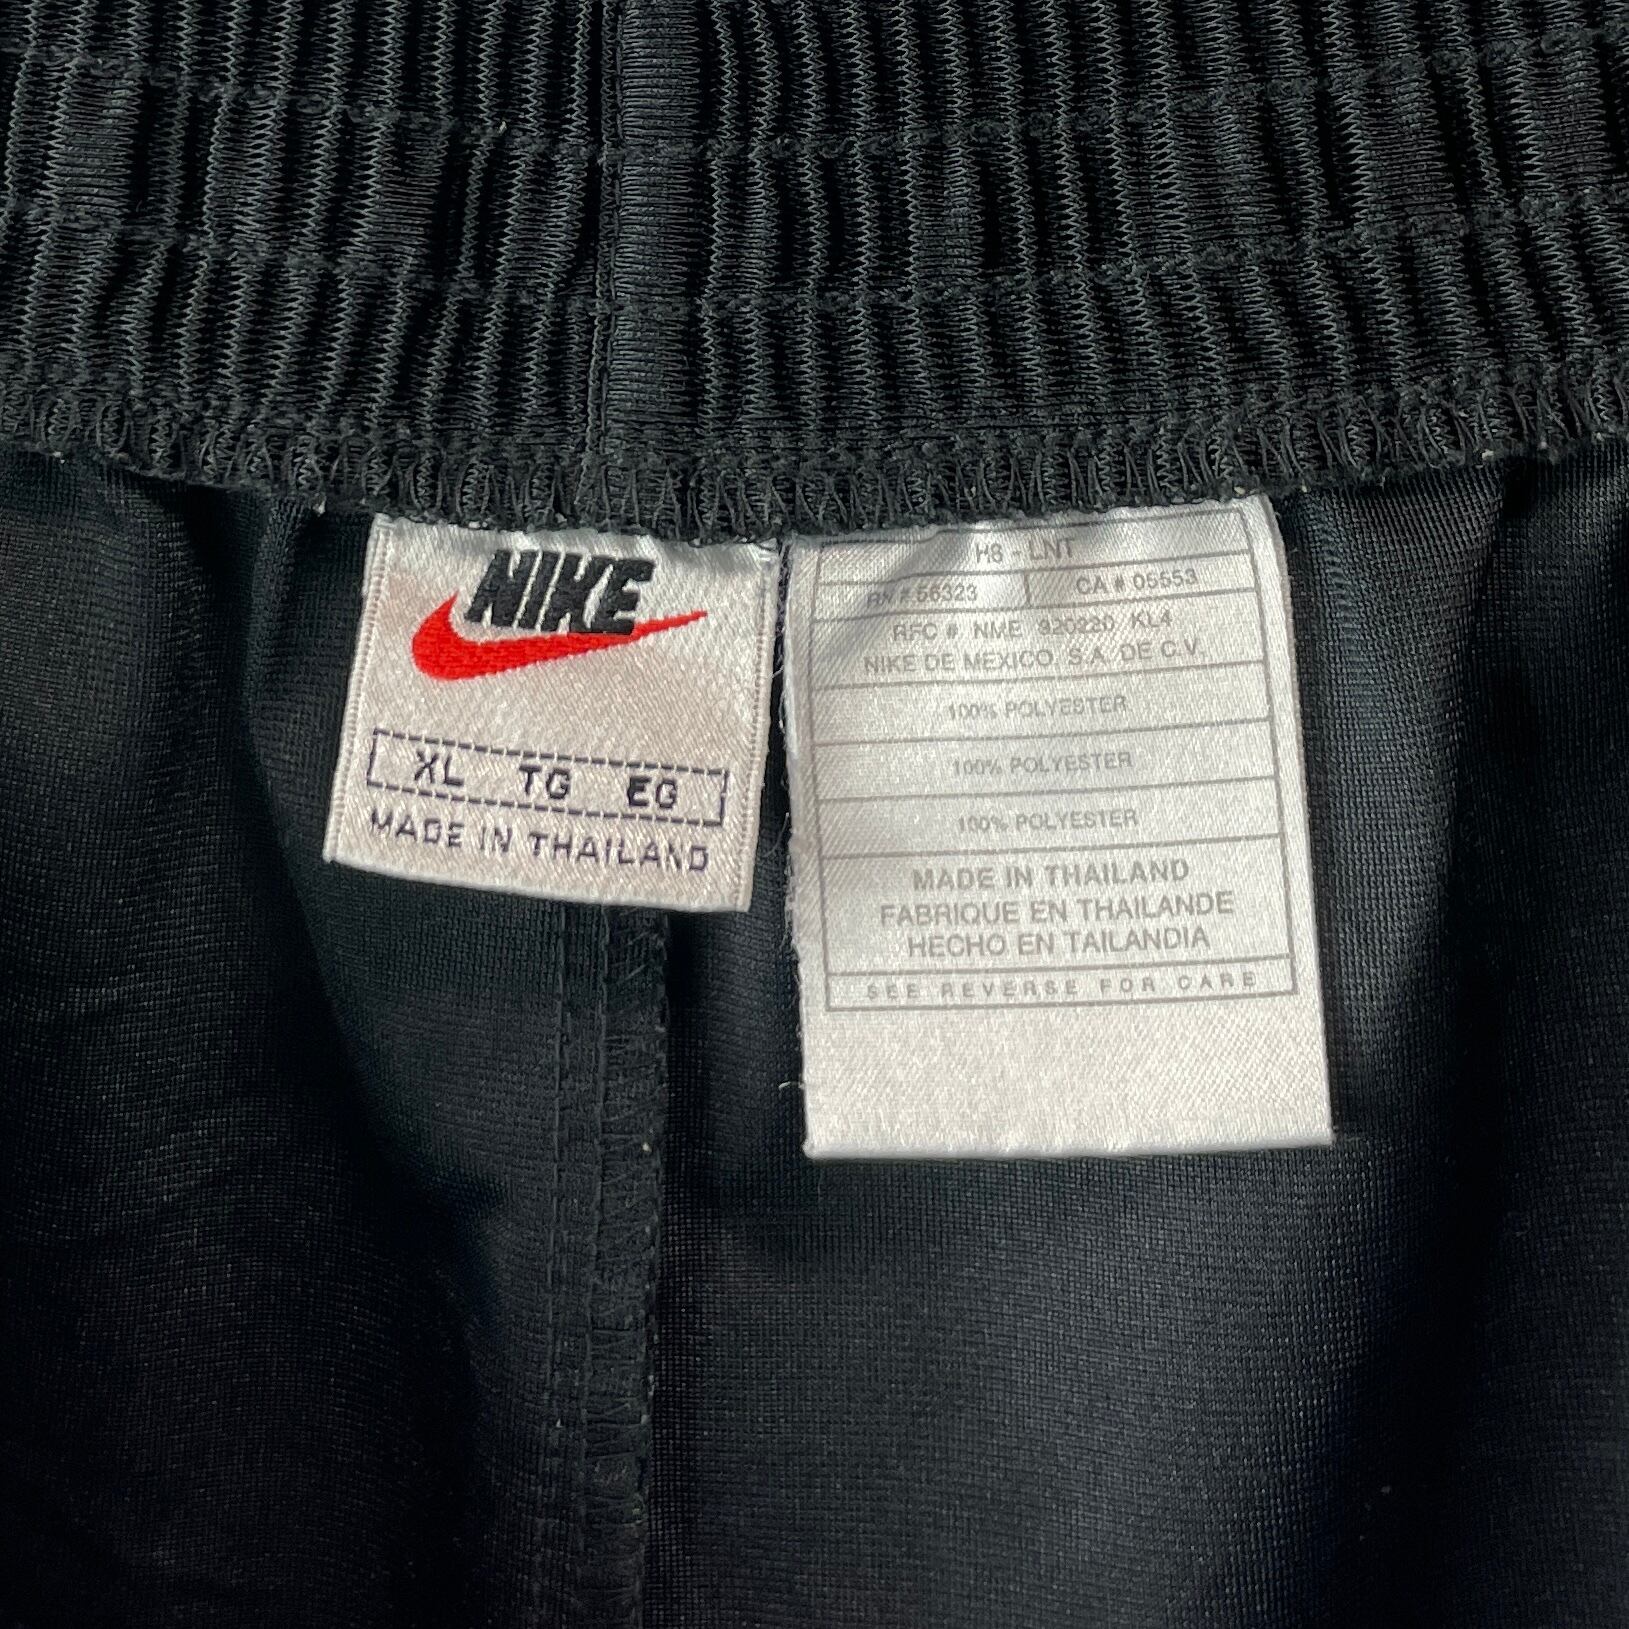 NIKE
XL TG EG
MADE IN THAILAND
H8 - LNT
RN # 56323 CA # 05553
RFC # NME 920220 KL4
NIKE DE MEXICO S.A. DE C.V.
100% POLYESTER
100% POLYESTER
100% POLYESTER
MADE IN THAILAND
FABRIQUE EN THAILANDE
HECHO EN TAILANDIA
SEE REVERSE FOR CARE